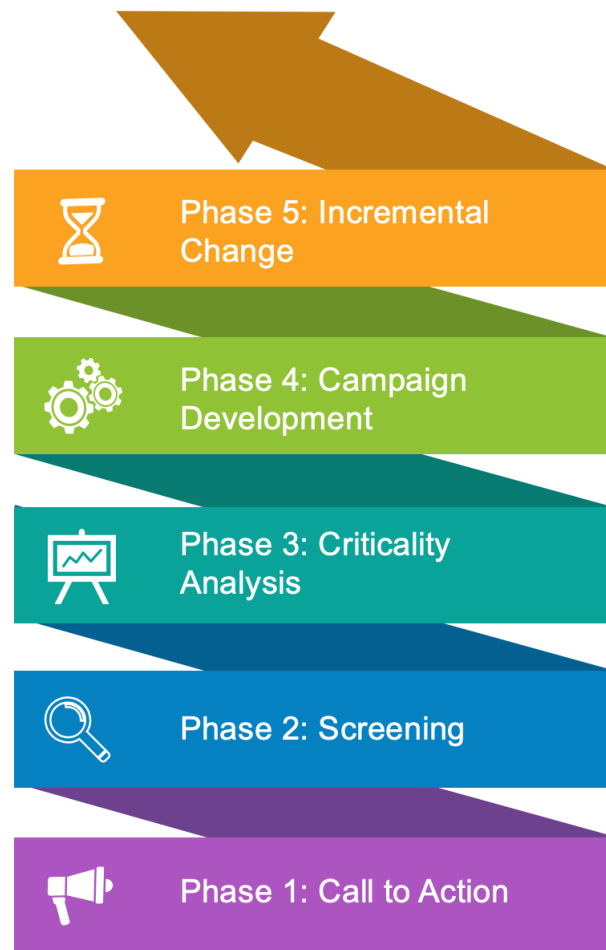 Phase 5: Incremental
Change
Phase 4: Campaign
Development
Phase 3: Criticality
Analysis
Phase 2: Screening
Phase 1: Call to Action